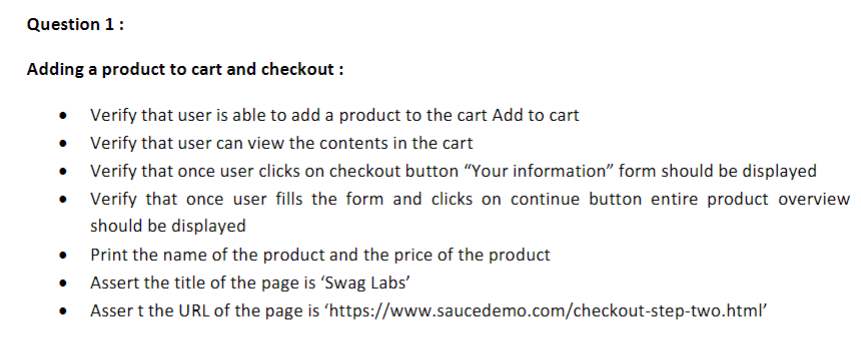 Question 1 :
Adding a product to cart and checkout :
• Verify that user is able to add a product to the cart Add to cart
• Verify that user can view the contents in the cart
• Verify that once user clicks on checkout button “Your information” form should be displayed
• Verify that once user fills the form and clicks on continue button entire product overview
should be displayed
• Print the name of the product and the price of the product
• Assert the title of the page is ‘Swag Labs’
• Asser t the URL of the page is ‘https://www.saucedemo.com/checkout-step-two.html’